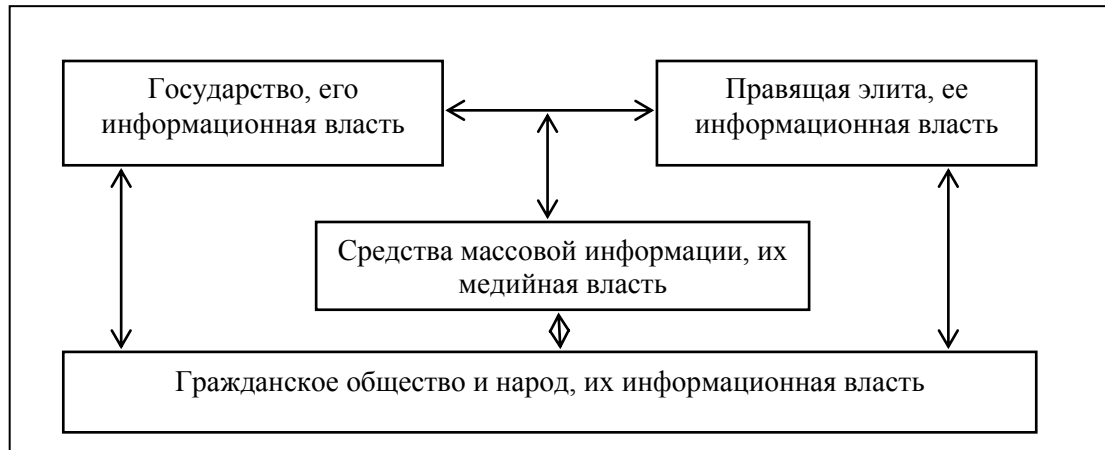 Государство, его
информационная власть
Правящая элита, ее
информационная власть
Средства массовой информации, их
медийная власть
Гражданское общество и народ, их информационная власть